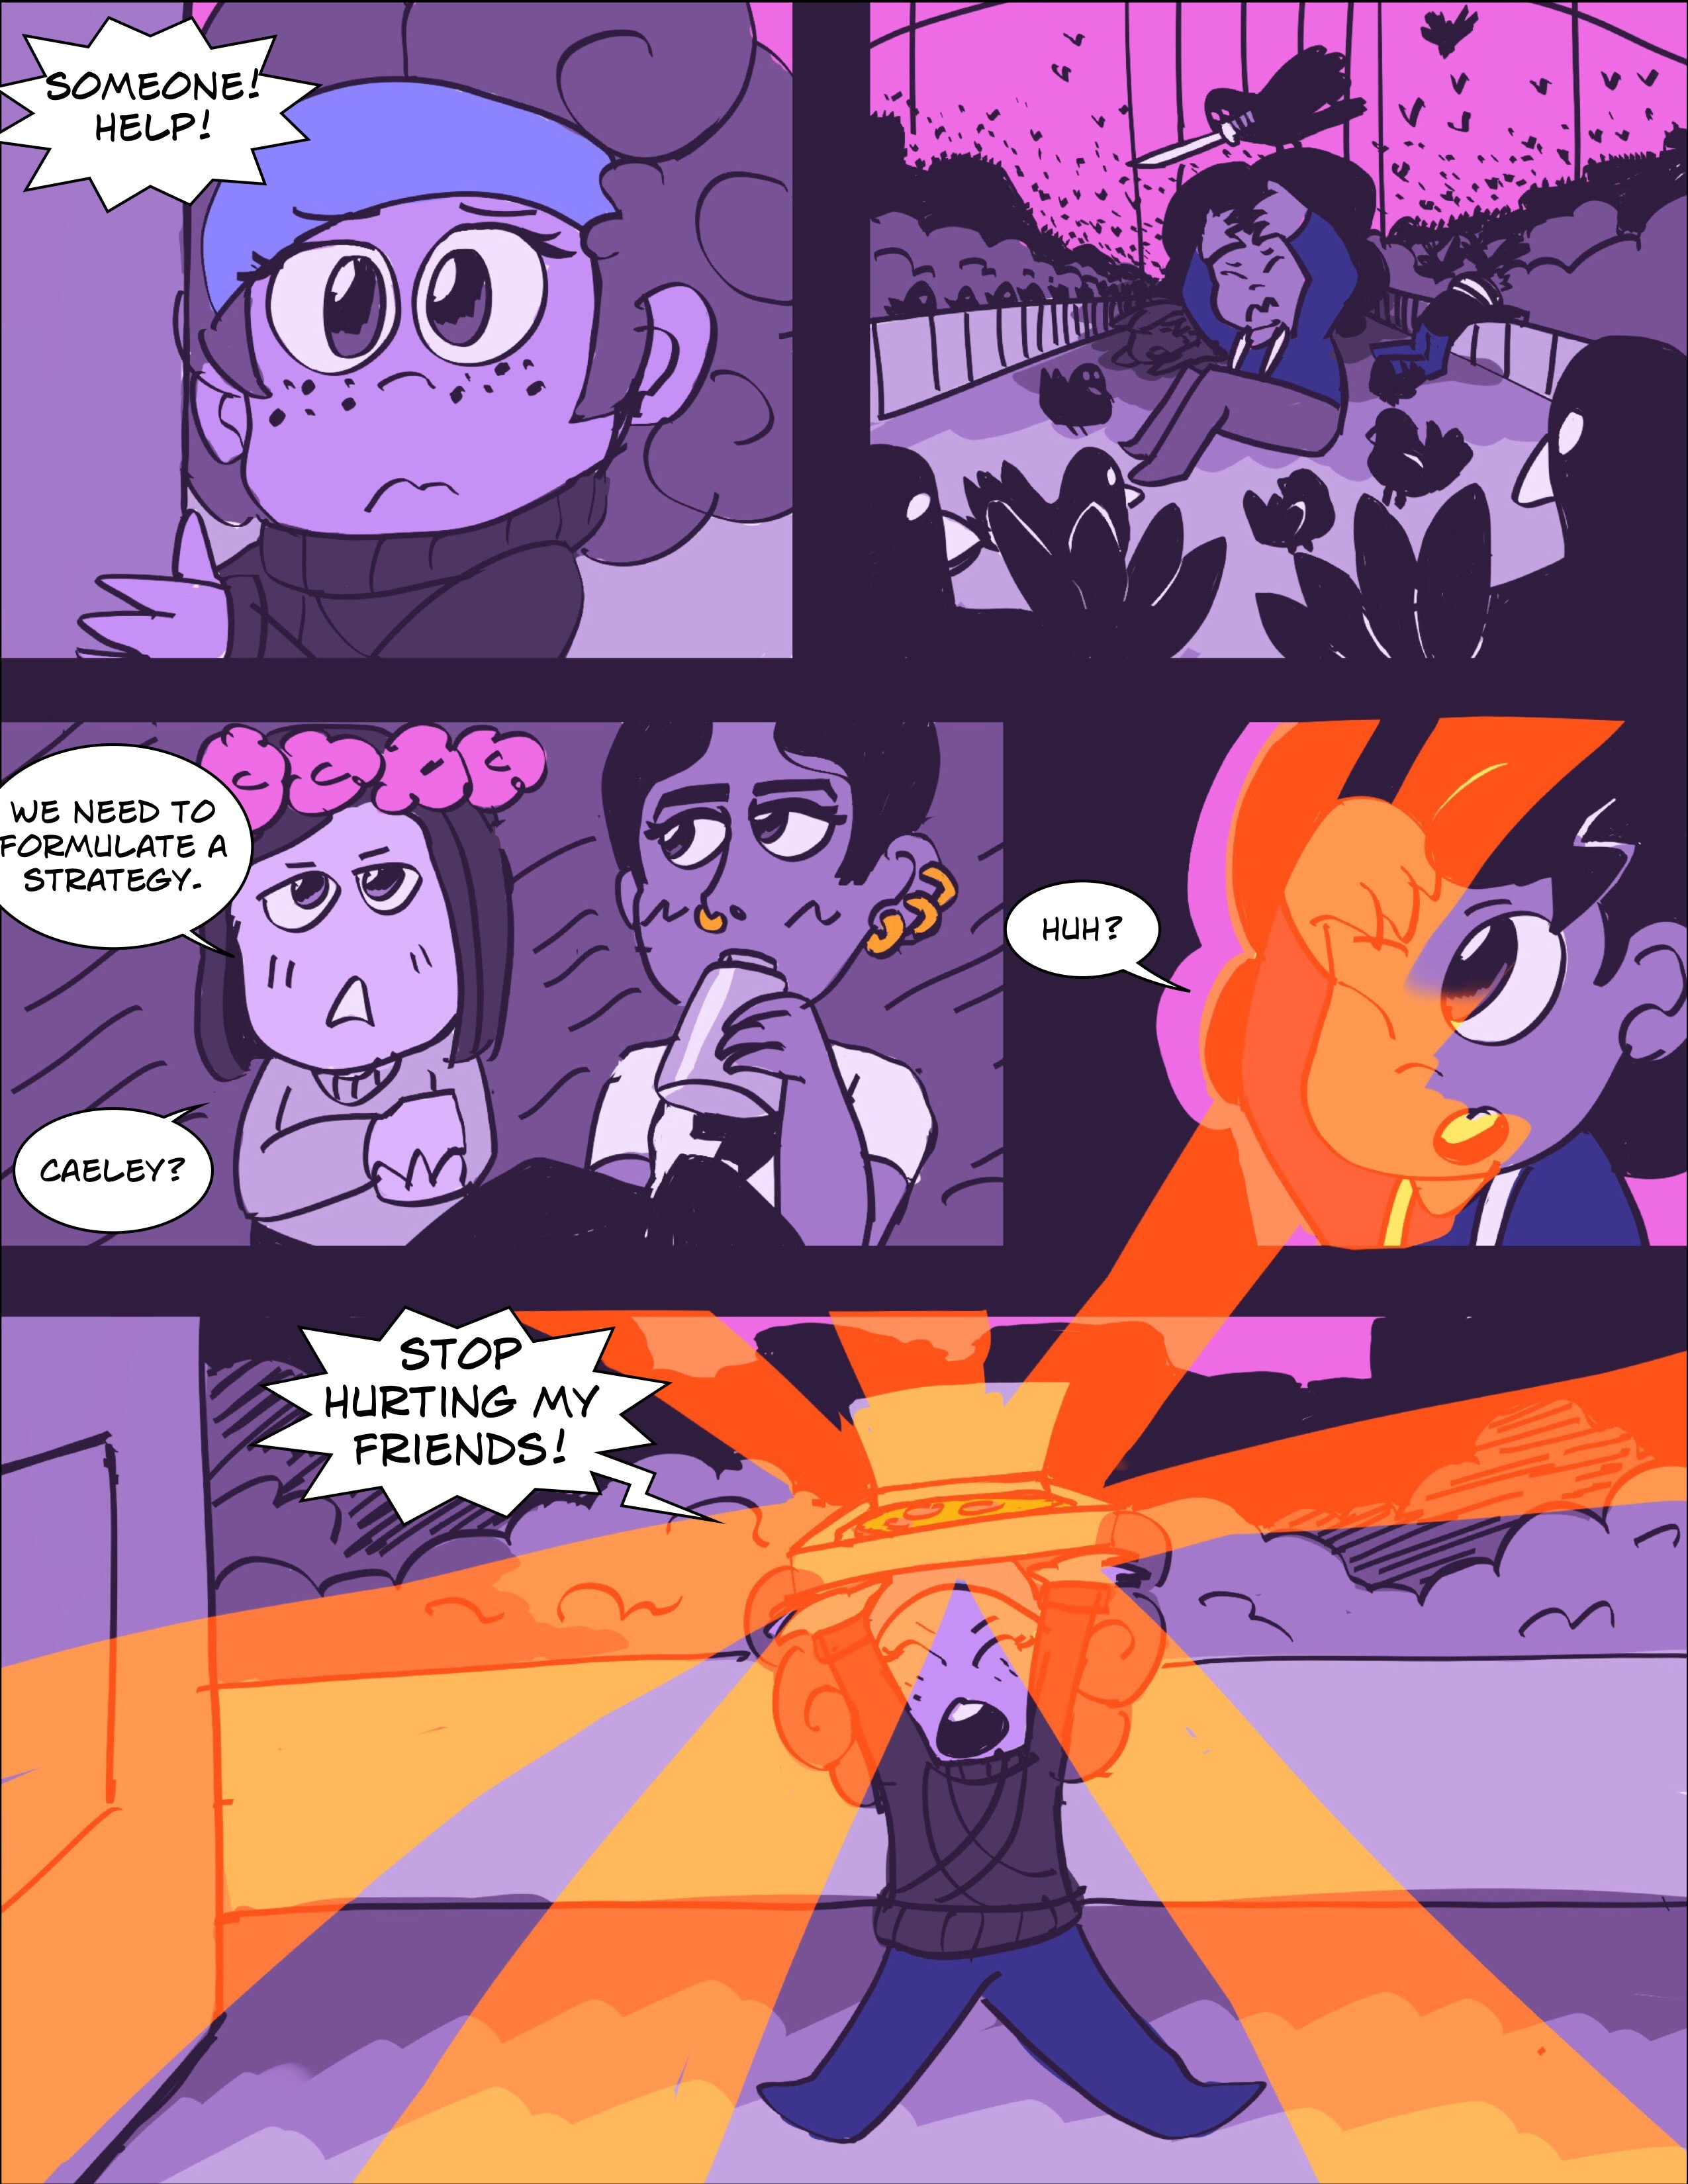 SOMEONE!
HELP!
WE NEED TO
FORMULATE A
STRATEGY.
CAELEY?
HUH?
STOP
HURTING MY
FRIENDS!